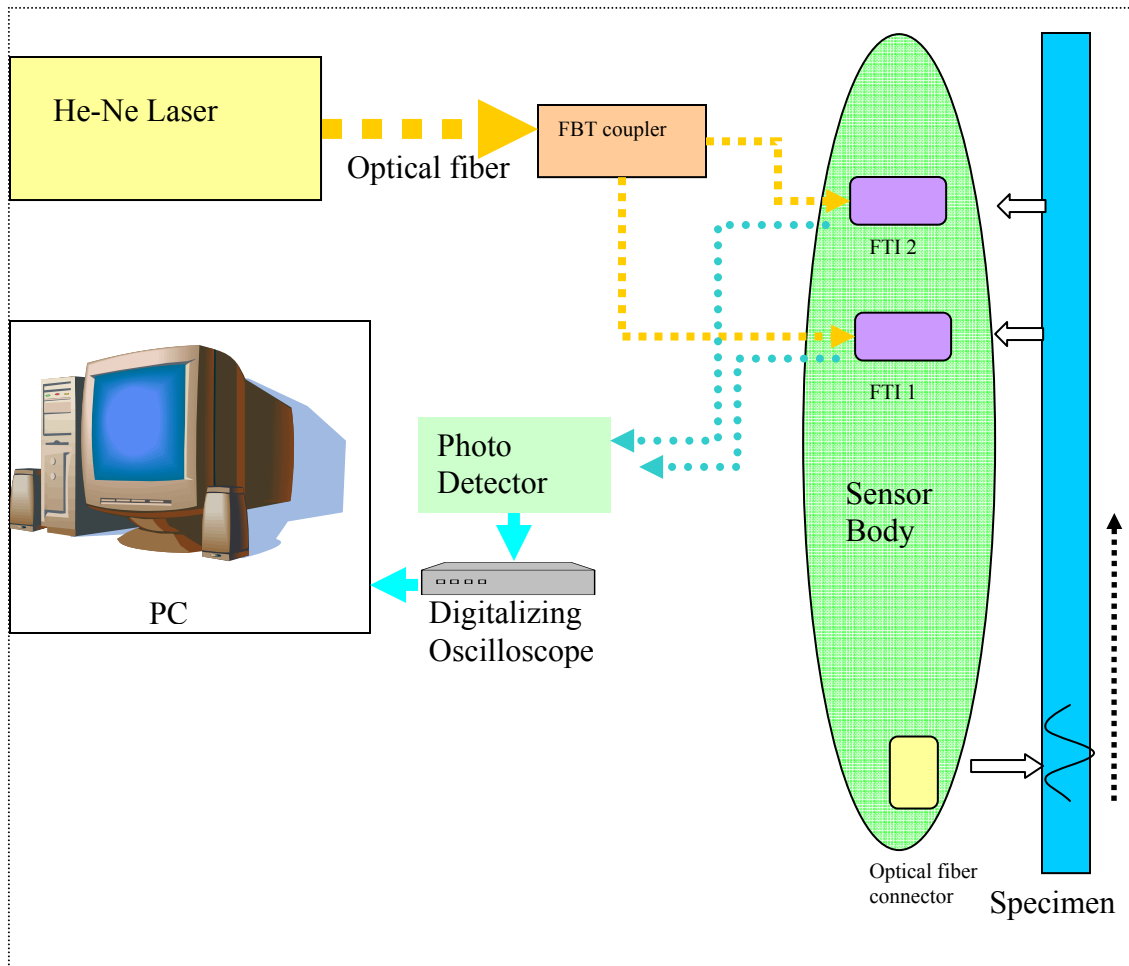 He-Ne Laser
FBT coupler
Optical fiber
FTI 2
FTI 1
Photo
Detector
Sensor
Body
PC
Digitalizing
Oscilloscope
Optical fiber
connector
Specimen